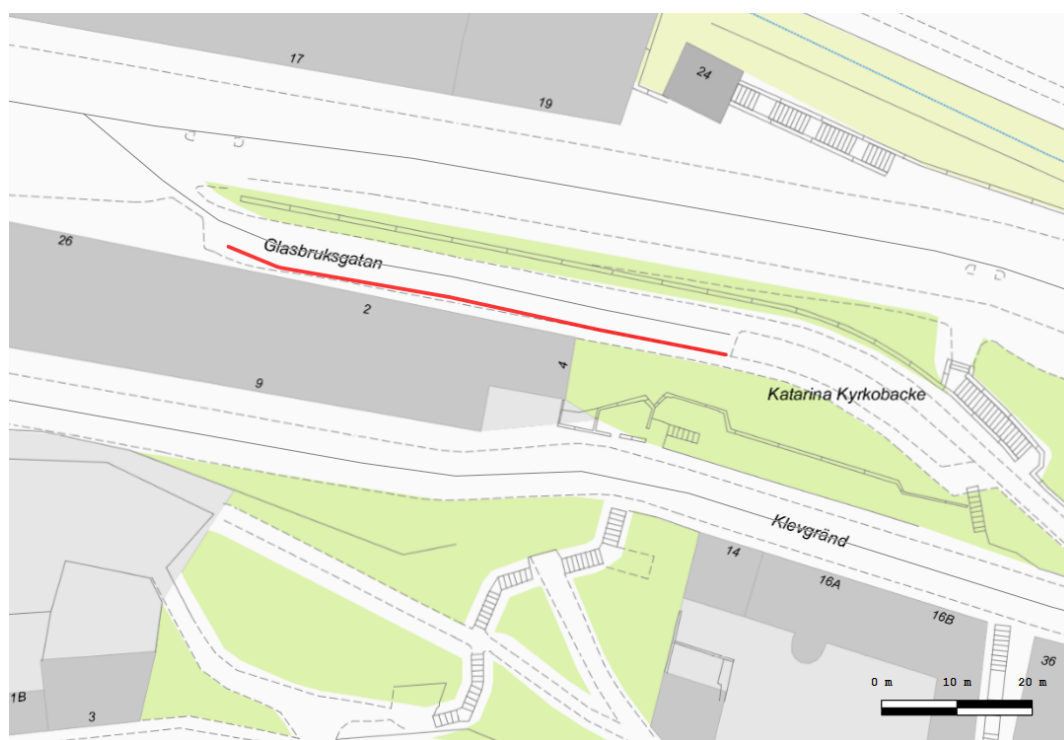 17
19
24
26
Glasbruksgatan
2
4
9
Katarina Kyrkobacke
Klevgränd
14
16A
16B
36
1B
3
0 m 10 m 20 m